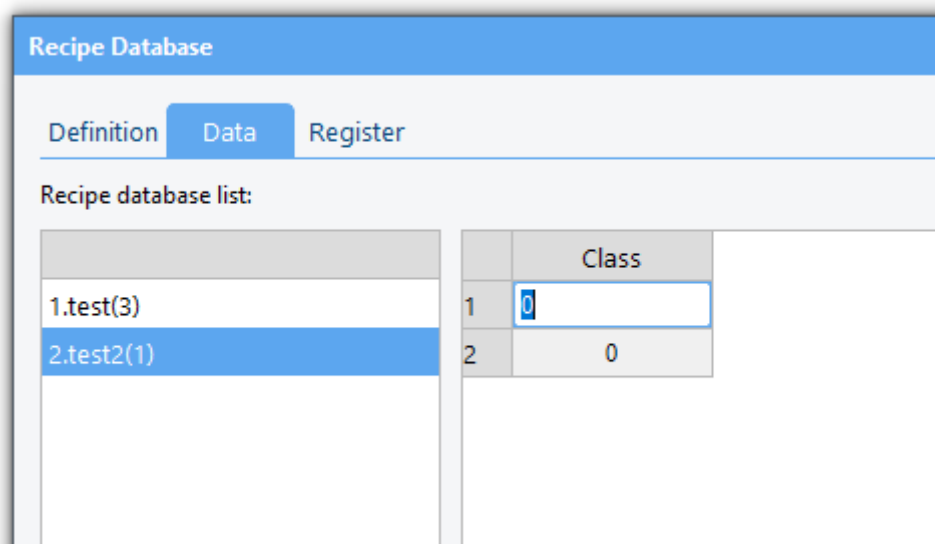 Recipe Database
Definition Data Register
Recipe database list:
Class
1.test(3)
1 0
2.test2(1)
2 0